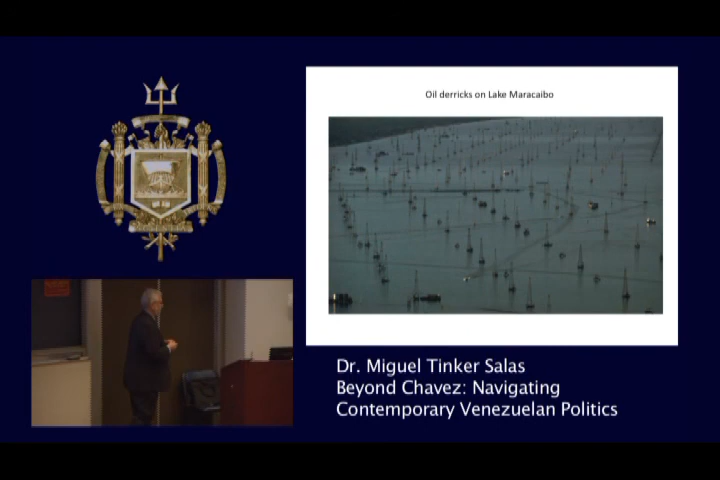 Oil derricks on Lake Maracaibo
Dr. Miguel Tinker Salas
Beyond Chavez: Navigating
Contemporary Venezuelan Politics